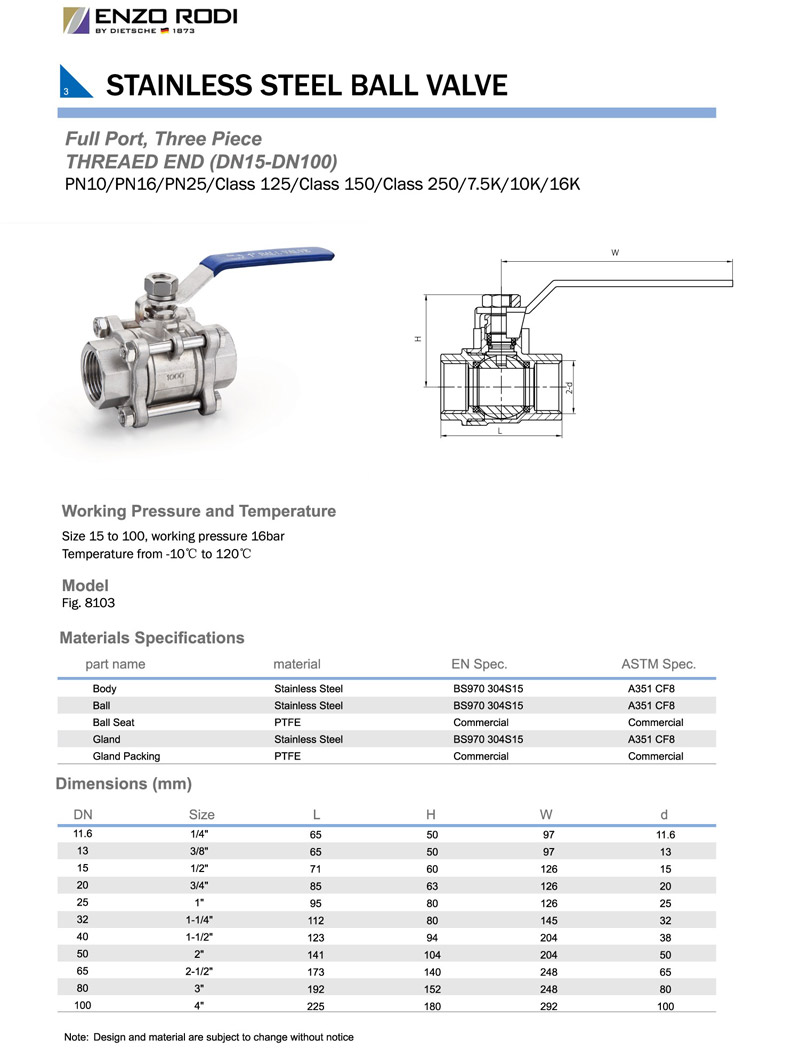 ENZO RODI
BY DIETSCHE 1873
3
STAINLESS STEEL BALL VALVE
Full Port, Three Piece
THREAED END (DN15-DN100)
PN10/PN16/PN25/Class 125/Class 150/Class 250/7.5K/10K/16K
BALL VALVE
1000
W
H
2-d
L
Working Pressure and Temperature
Size 15 to 100, working pressure 16bar
Temperature from -10℃ to 120℃
Model
Fig. 8103
Materials Specifications
part name material EN Spec. ASTM Spec.
Body Stainless Steel BS970 304S15 A351 CF8
Ball Stainless Steel BS970 304S15 A351 CF8
Ball Seat PTFE Commercial Commercial
Gland Stainless Steel BS970 304S15 A351 CF8
Gland Packing PTFE Commercial Commercial
Dimensions (mm)
DN Size L H W d
11.6 1/4" 65 50 97 11.6
13 3/8" 65 50 97 13
15 1/2" 71 60 126 15
20 3/4" 85 63 126 20
25 1" 95 80 126 25
32 1-1/4" 112 80 145 32
40 1-1/2" 123 94 204 38
50 2" 141 104 204 50
65 2-1/2" 173 140 248 65
80 3" 192 152 248 80
100 4" 225 180 292 100
Note: Design and material are subject to change without notice